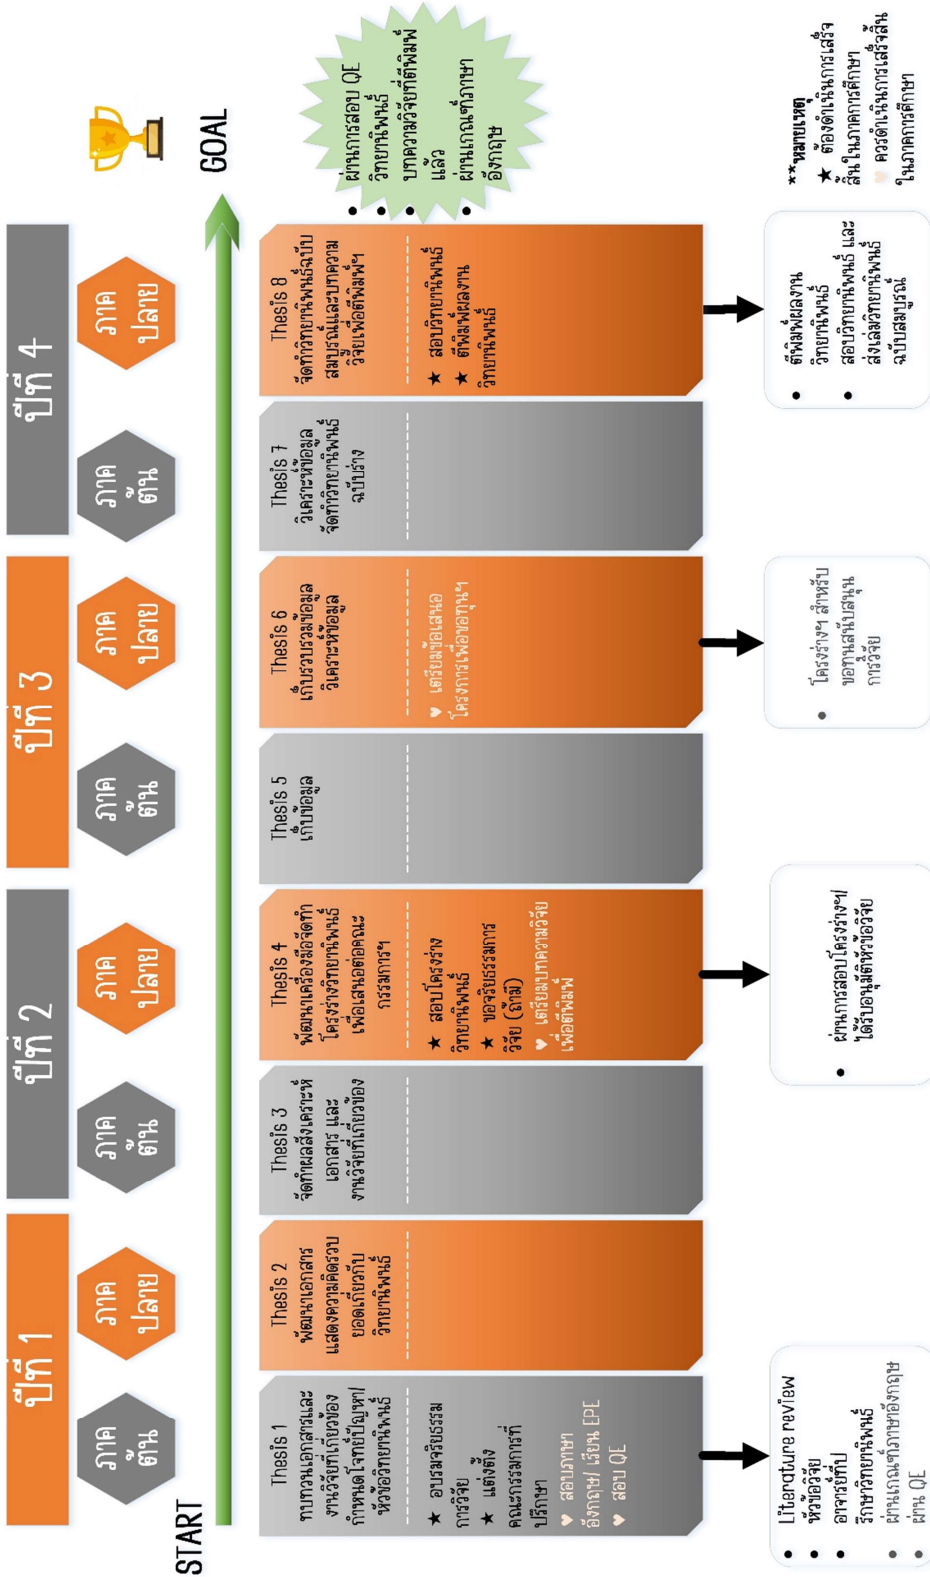 ปีที่ 1
ปีที่ 2
ปีที่ 3
ปีที่ 4
ภาค
ต้น
ภาค
ปลาย
ภาค
ต้น
ภาค
ปลาย
ภาค
ต้น
ภาค
ปลาย
ภาค
ต้น
ภาค
ปลาย
START
GOAL
Thesis 1
ทบทวนเอกสารและ
งานวิจัยที่เกี่ยวข้อง
กำหนดโจทย์ปัญหา/
หัวข้อวิทยานิพนธ์
★ อบรมจริยธรรม
การวิจัย
★ แต่งตั้ง
คณะกรรมการที่
ปรึกษา
♥ สอบภาษา
อังกฤษ/ เรียน EPE
♥ สอบ QE
Thesis 2
พัฒนาเอกสาร
แสดงความคิดรวบ
ยอดเกี่ยวกับ
วิทยานิพนธ์
Thesis 3
จัดทำผลสังเคราะห์
เอกสาร และ
งานวิจัยที่เกี่ยวข้อง
Thesis 4
พัฒนาเครื่องมือจัดทำ
โครงร่างวิทยานิพนธ์
เพื่อเสนอต่อคณะ
กรรมการฯ
★ สอบโครงร่าง
วิทยานิพนธ์
★ ขอจริยธรรมการ
วิจัย (ถ้ามี)
♥ เตรียมบทความวิจัย
เพื่อตีพิมพ์
Thesis 5
เก็บข้อมูล
Thesis 6
เก็บรวบรวมข้อมูล
วิเคราะห์ข้อมูล
♥ เตรียมข้อเสนอ
โครงการเพื่อขอทุนฯ
Thesis 7
วิเคราะห์ข้อมูล
จัดทำวิทยานิพนธ์
ฉบับร่าง
Thesis 8
จัดทำวิทยานิพนธ์ฉบับ
สมบูรณ์และบทความ
วิจัยเพื่อตีพิมพ์ฯ
★ สอบวิทยานิพนธ์
★ ตีพิมพ์ผลงาน
วิทยานิพนธ์
• ผ่านการสอบ QE
• วิทยานิพนธ์
• บทความวิจัยที่ตีพิมพ์
แล้ว
• ผ่านเกณฑ์ภาษา
อังกฤษ
• Literature review
• หัวข้อวิจัย
• อาจารย์ที่ป
รึกษาวิทยานิพนธ์
• ผ่านเกณฑ์ภาษาอังกฤษ
• ผ่าน QE
• ผ่านการสอบโครงร่างฯ/
ได้รับอนุมัติหัวข้อวิจัย
• โครงร่างฯ สำหรับ
ขอทุนสนับสนุน
การวิจัย
• ตีพิมพ์ผลงาน
วิทยานิพนธ์
• สอบวิทยานิพนธ์ และ
ส่งเล่มวิทยานิพนธ์
ฉบับสมบูรณ์
**หมายเหตุ
★ ต้องดำเนินการเสร็จ
สิ้นในภาคการศึกษา
♥ ควรดำเนินการเสร็จสิ้น
ในภาคการศึกษา